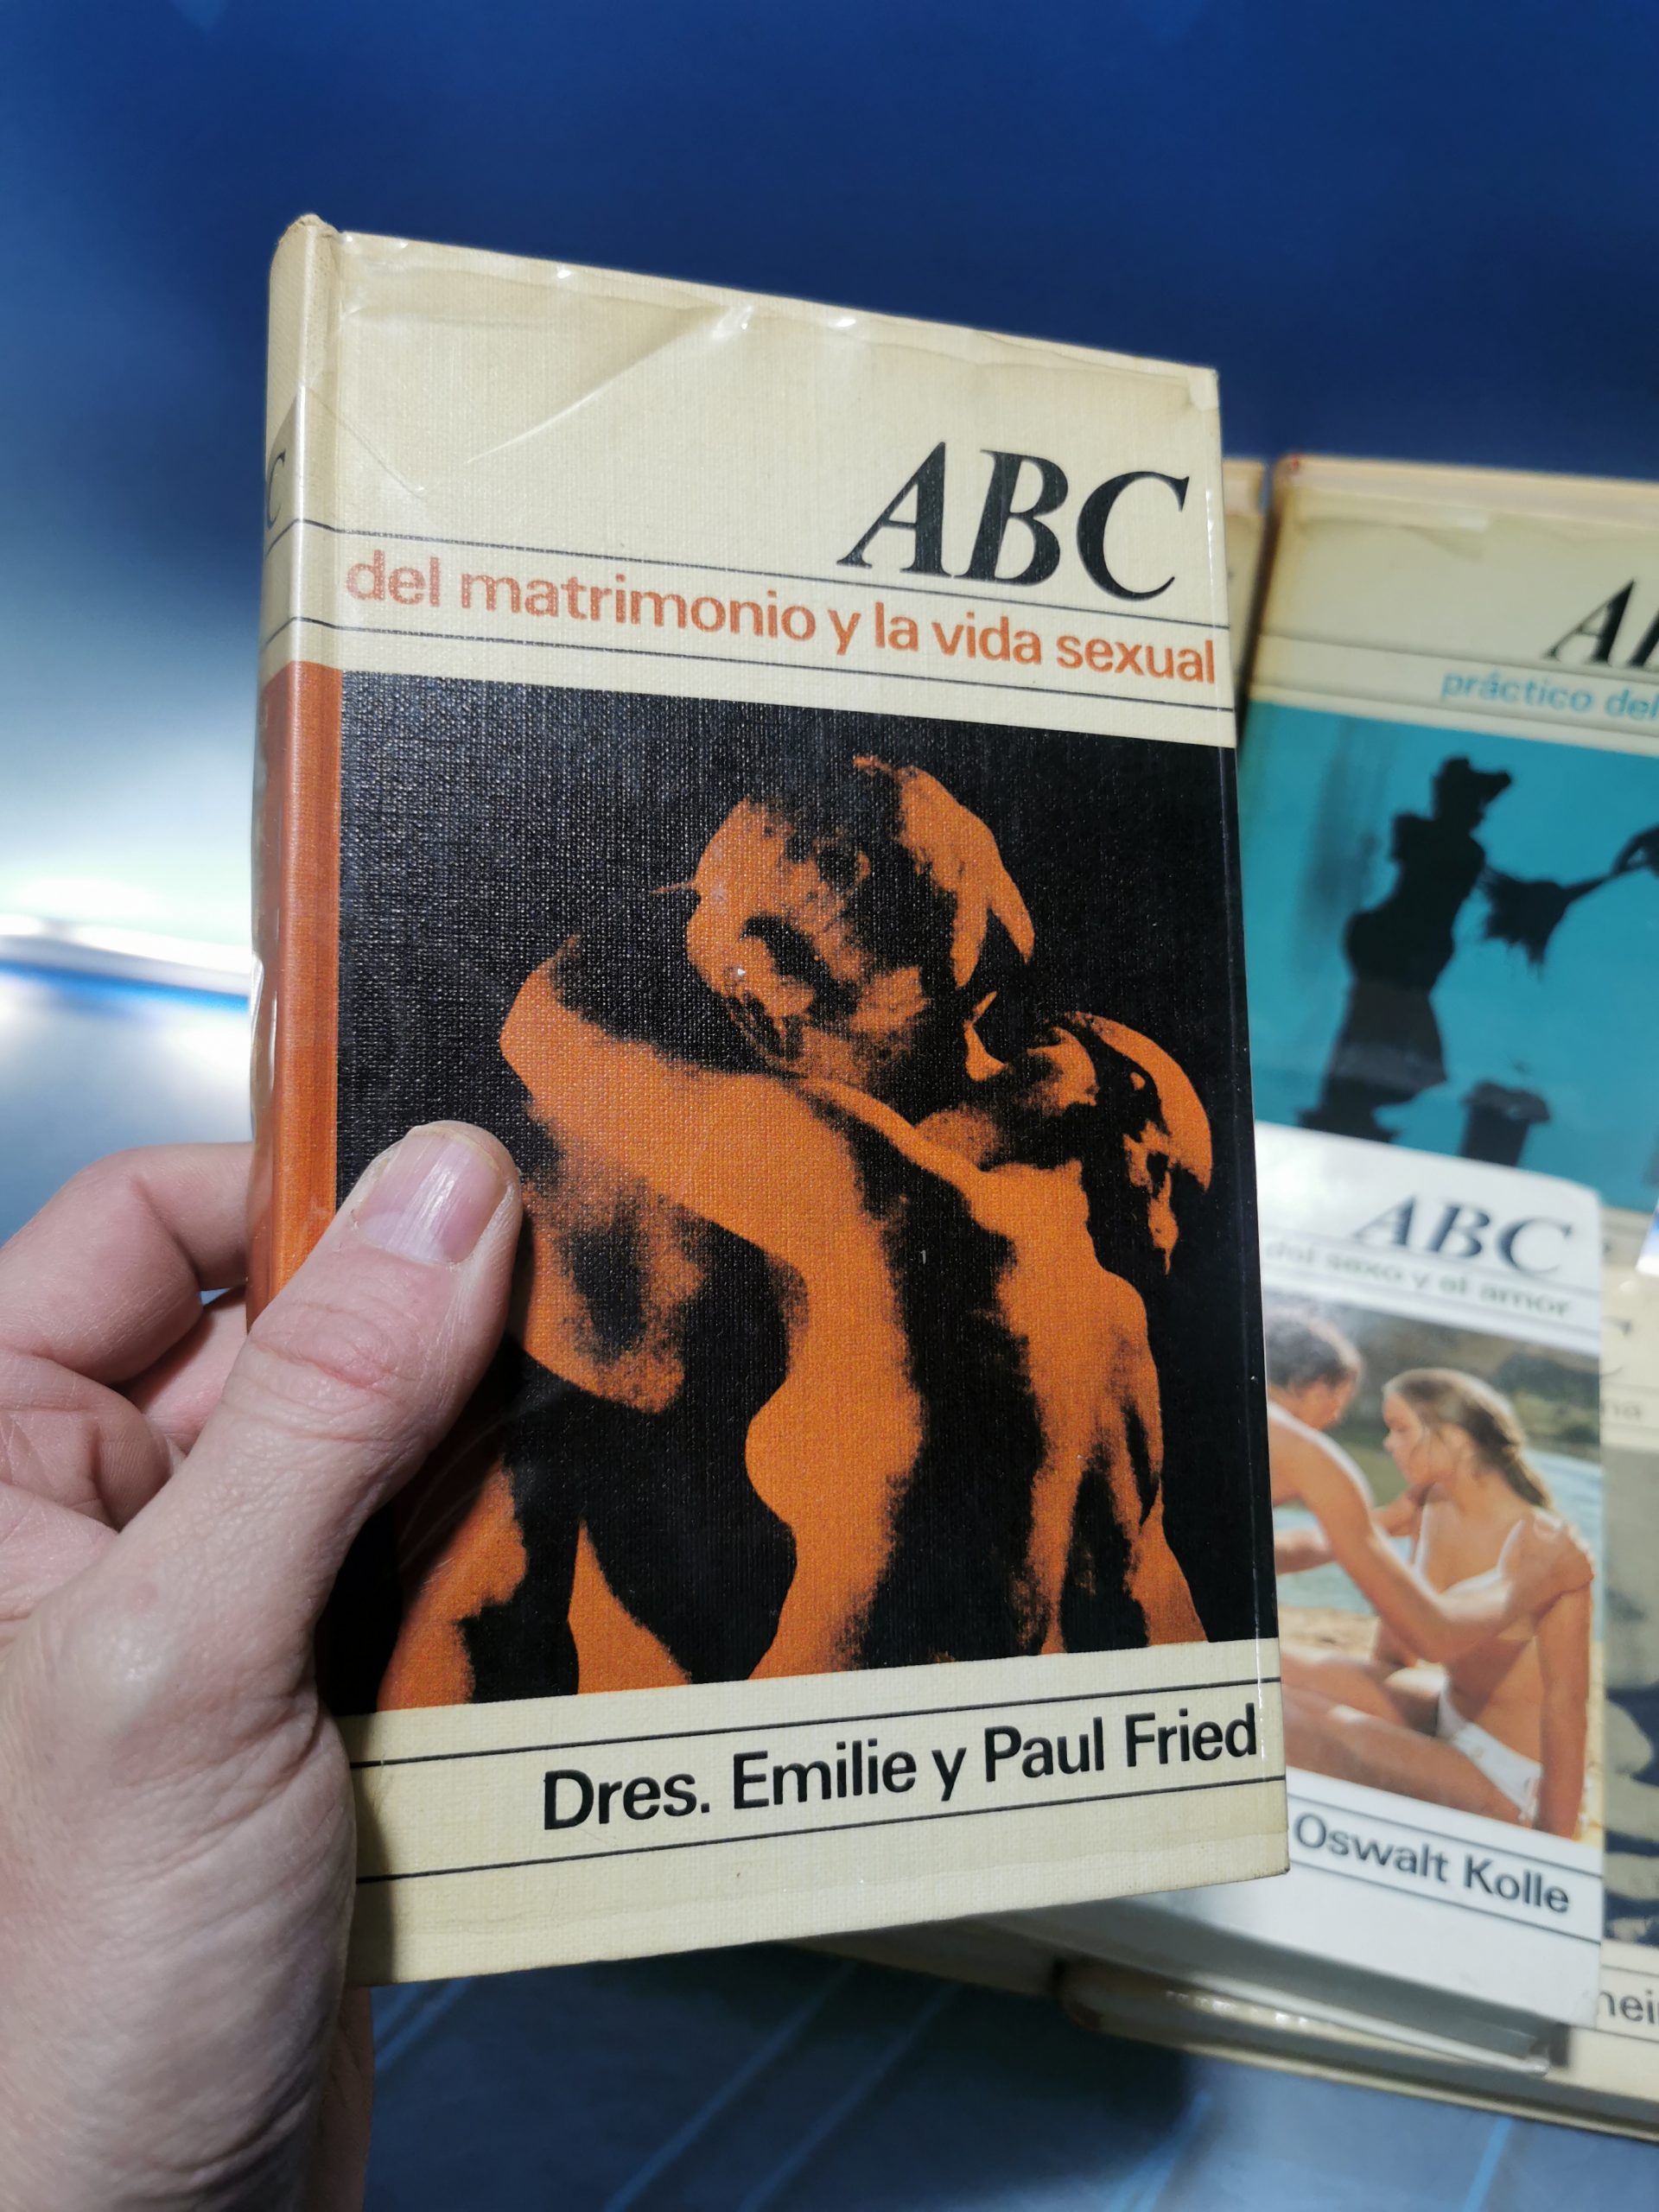 ABC
del matrimonio y la vida sexual
Dres. Emilie y Paul Fried
práctico del
ABC
del sexo y el amor
Oswalt Kolle